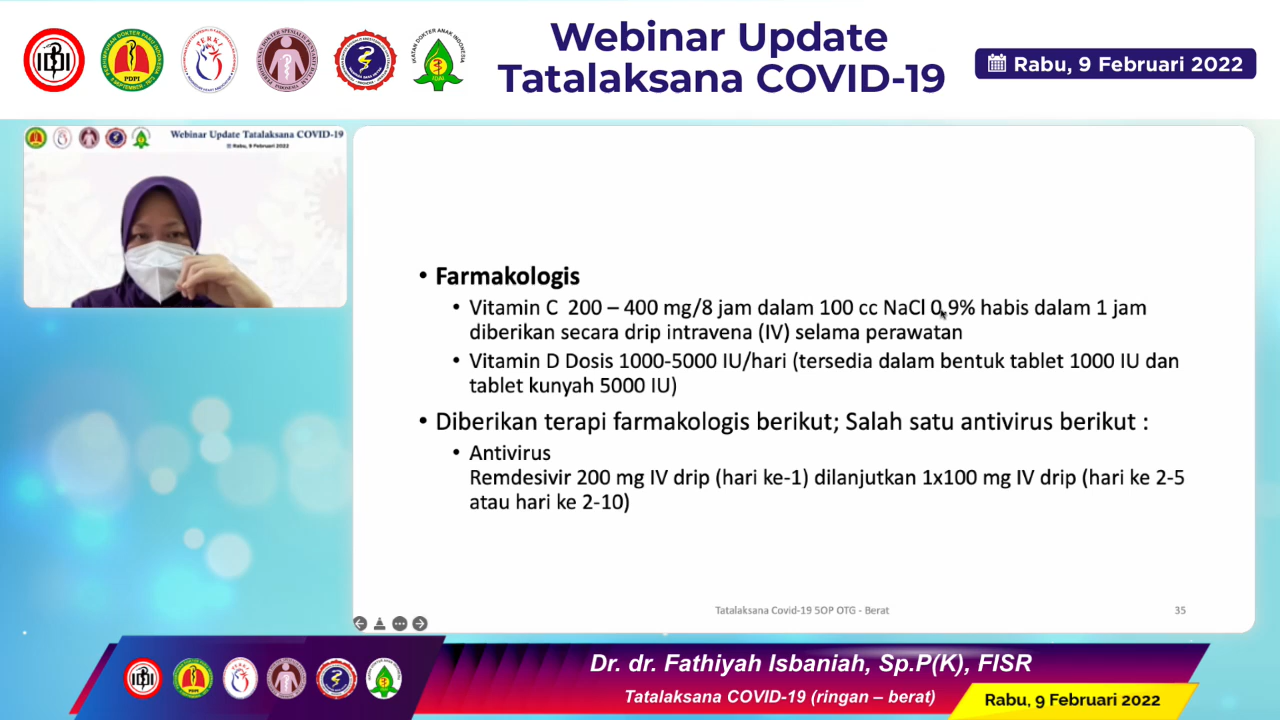 Webinar Update
Tatalaksana COVID-19
Rabu, 9 Februari 2022
Webinar Update Tatalaksana COVID-19
Rabu, 9 Februari 2022
• Farmakologis
• Vitamin C 200 – 400 mg/8 jam dalam 100 cc NaCl 0,9% habis dalam 1 jam
diberikan secara drip intravena (IV) selama perawatan
• Vitamin D Dosis 1000-5000 IU/hari (tersedia dalam bentuk tablet 1000 IU dan
tablet kunyah 5000 IU)
• Diberikan terapi farmakologis berikut; Salah satu antivirus berikut :
• Antivirus
Remdesivir 200 mg IV drip (hari ke-1) dilanjutkan 1x100 mg IV drip (hari ke 2-5
atau hari ke 2-10)
Tatalaksana Covid-19 5OP OTG - Berat
35
Dr. dr. Fathiyah Isbaniah, Sp.P(K), FISR
Tatalaksana COVID-19 (ringan – berat)
Rabu, 9 Februari 2022